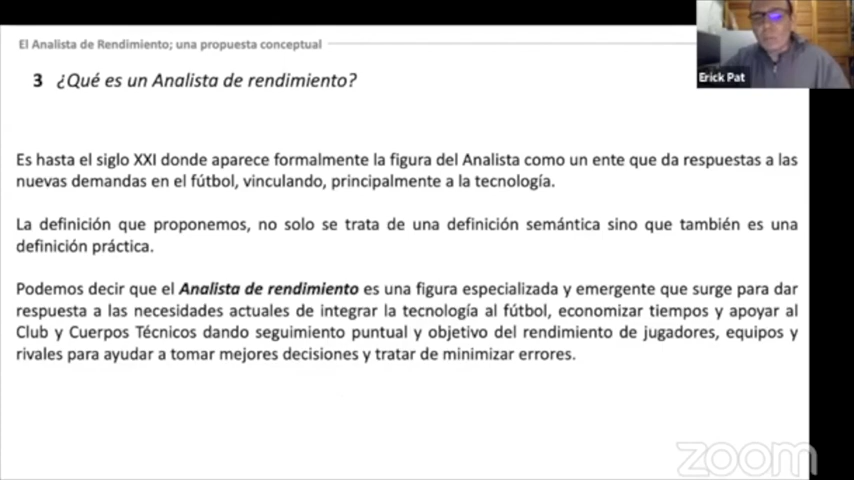 El Analista de Rendimiento; una propuesta conceptual
3 ¿Qué es un Analista de rendimiento?
Erick Pat
Es hasta el siglo XXI donde aparece formalmente la figura del Analista como un ente que da respuestas a las
nuevas demandas en el fútbol, vinculando, principalmente a la tecnología.
La definición que proponemos, no solo se trata de una definición semántica sino que también es una
definición práctica.
Podemos decir que el Analista de rendimiento es una figura especializada y emergente que surge para dar
respuesta a las necesidades actuales de integrar la tecnología al fútbol, economizar tiempos y apoyar al
Club y Cuerpos Técnicos dando seguimiento puntual y objetivo del rendimiento de jugadores, equipos y
rivales para ayudar a tomar mejores decisiones y tratar de minimizar errores.
zoom